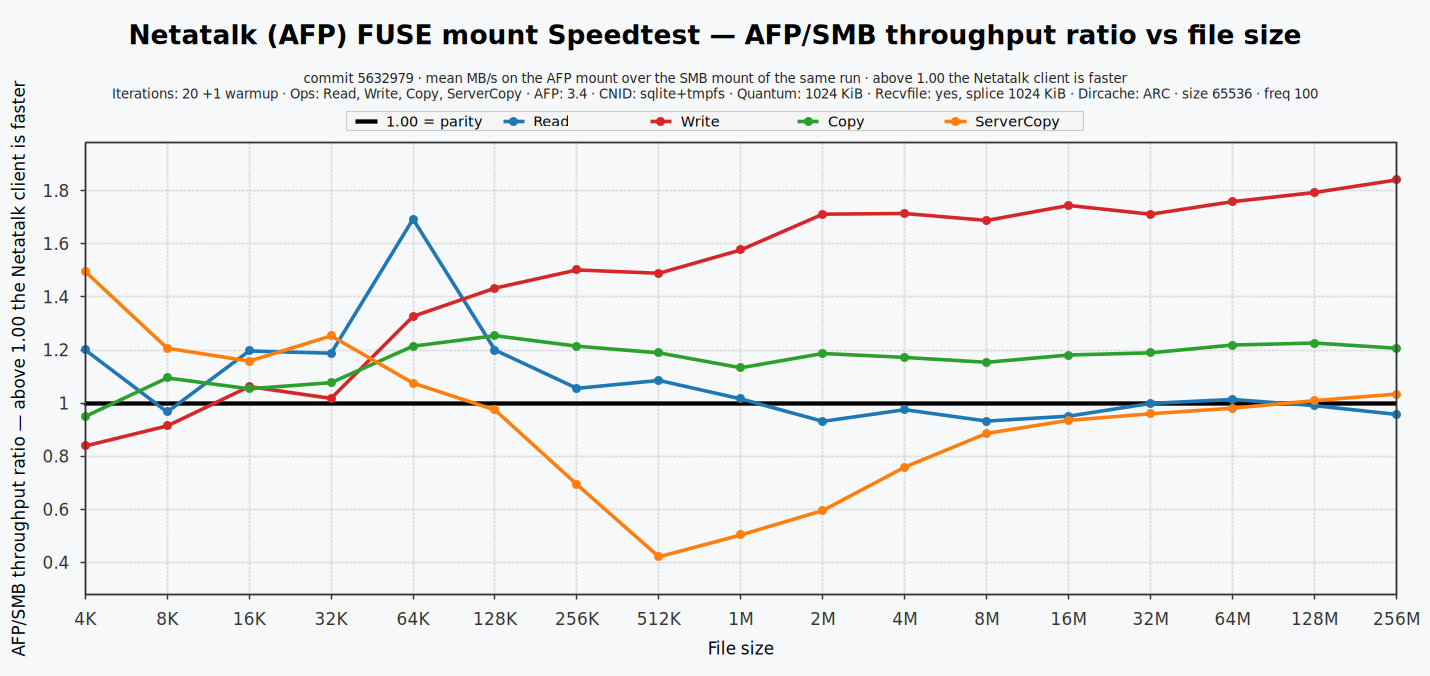 Netatalk (AFP) FUSE mount Speedtest — AFP/SMB throughput ratio vs file size
commit 5632979 · mean MB/s on the AFP mount over the SMB mount of the same run · above 1.00 the Netatalk client is faster
Iterations: 20 +1 warmup · Ops: Read, Write, Copy, ServerCopy · AFP: 3.4 · CNID: sqlite+tmpfs · Quantum: 1024 KiB · Recvfile: yes, splice 1024 KiB · Dircache: ARC · size 65536 · freq 100
1.00 = parity Read Write Copy ServerCopy
AFP/SMB throughput ratio — above 1.00 the Netatalk client is faster
1.8
1.6
1.4
1.2
1
0.8
0.6
0.4
4K 8K 16K 32K 64K 128K 256K 512K 1M 2M 4M 8M 16M 32M 64M 128M 256M
File size